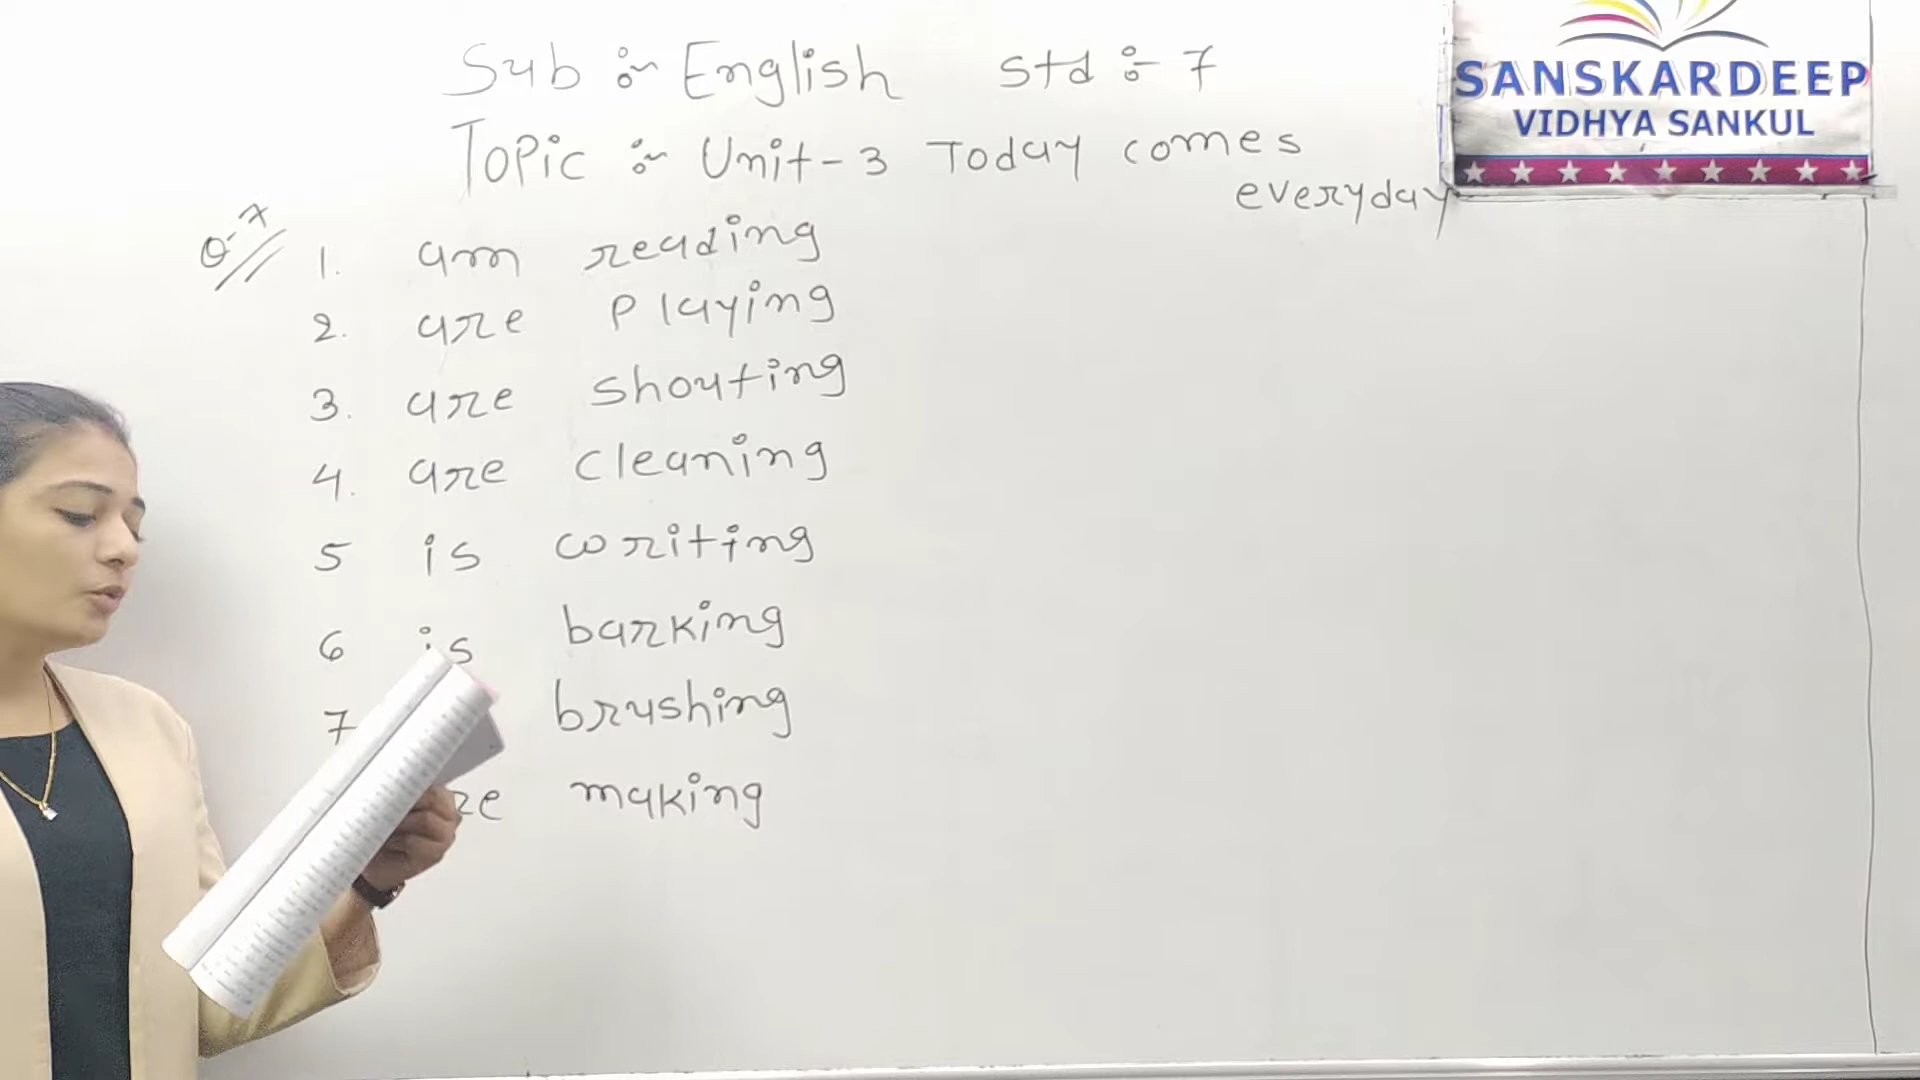 Sub :- English Std :- 7
Topic :- Unit-3 Today comes
everyday
Q-7
1. am reading
2. are Playing
3. are Shouting
4. are Cleaning
5 is writing
6 is barking
7 brushing
making
SANSKARDEEP
VIDHYA SANKUL